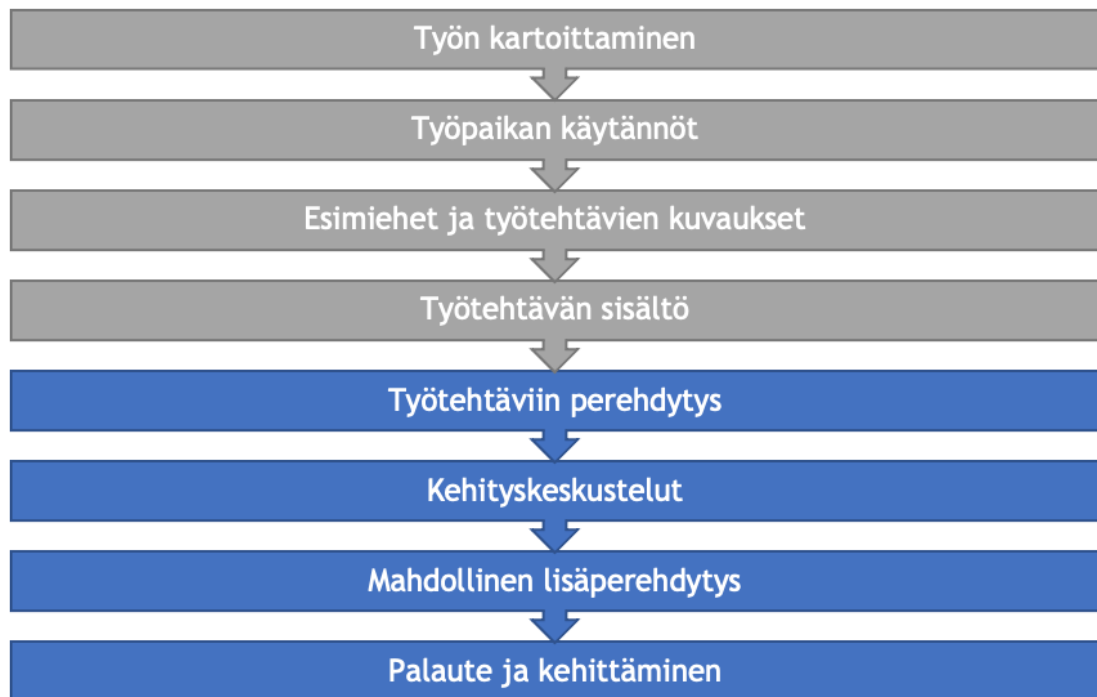 Työn kartoittaminen
Työpaikan käytännöt
Esimiehet ja työtehtävien kuvaukset
Työtehtävän sisältö
Työtehtäviin perehdytys
Kehityskeskustelut
Mahdollinen lisäperehdytys
Palaute ja kehittäminen